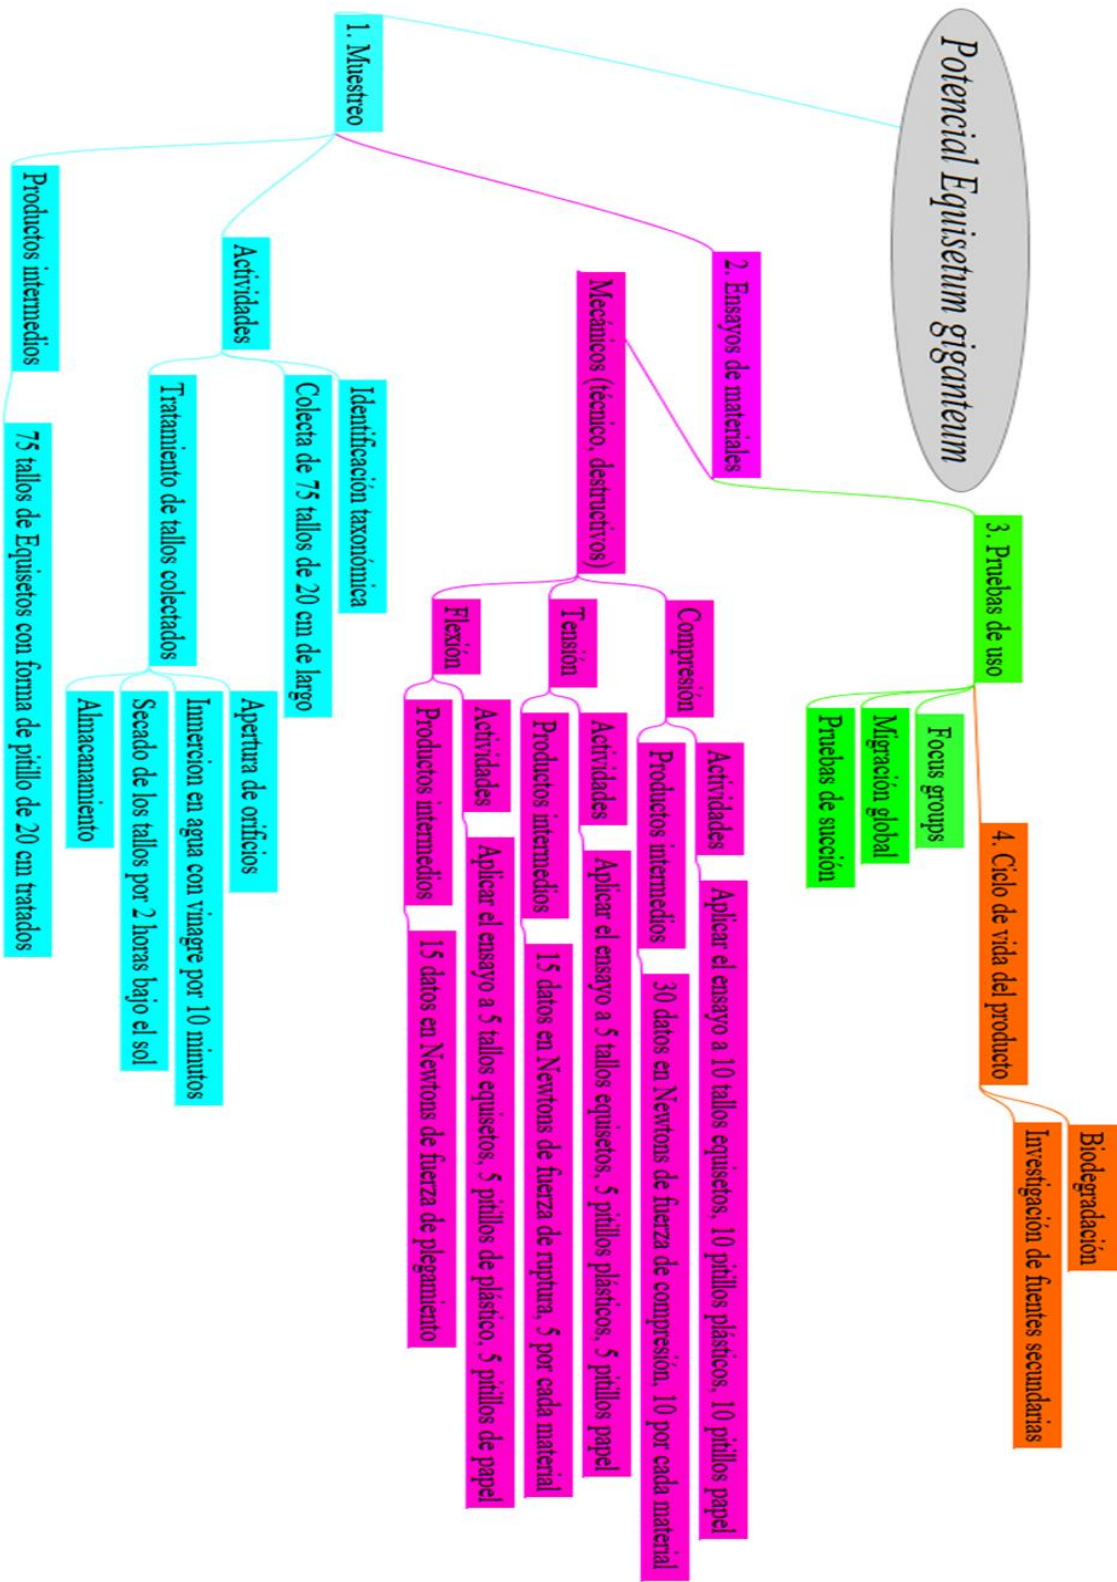 Potencial Equisetum giganteum
1. Muestreo
Actividades
Identificación taxonómica
Colecta de 75 tallos de 20 cm de largo
Tratamiento de tallos colectados
Apertura de orificios
Inmercion en agua con vinagre por 10 minutos
Secado de los tallos por 2 horas bajo el sol
Almacanamiento
Productos intermedios
75 tallos de Equisetos con forma de pitillo de 20 cm tratados
2. Ensayos de materiales
Mecánicos (técnico, destructivos)
Compresión
Actividades
Aplicar el ensayo a 10 tallos equisetos, 10 pitillos plásticos, 10 pitillos papel
Productos intermedios
30 datos en Newtons de fuerza de compresión, 10 por cada material
Tensión
Actividades
Aplicar el ensayo a 5 tallos equisetos, 5 pitillos plásticos, 5 pitillos papel
Productos intermedios
15 datos en Newtons de fuerza de ruptura, 5 por cada material
Flexión
Actividades
Aplicar el ensayo a 5 tallos equisetos, 5 pitillos de plástico, 5 pitillos de papel
Productos intermedios
15 datos en Newtons de fuerza de plegamiento
3. Pruebas de uso
Focus groups
Migración global
Pruebas de succión
4. Ciclo de vida del producto
Biodegradación
Investigación de fuentes secundarias